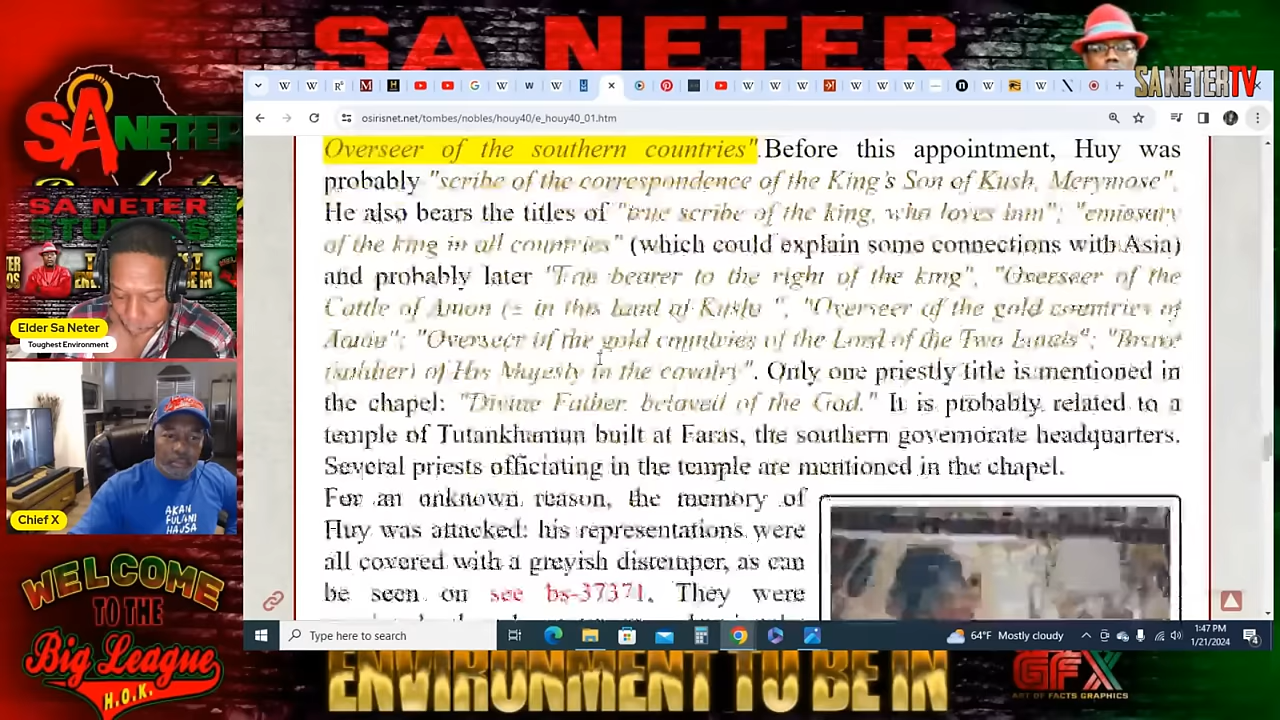 SA NETER
SANETERTV
SANETER
SA NETER
Elder Sa Neter
Toughest Environment
Chief X
AKAN
FULANI
HAUSA
WELCOME
TO THE
Big League
H.O.K.
osirisnet.net/tombes/nobles/houy40/e_houy40_01.htm
Overseer of the southern countries". Before this appointment, Huy was
probably "scribe of the correspondence of the King's Son of Kush, Merymose".
He also bears the titles of "true scribe of the king, who loves him"; "emissary
of the king in all countries" (which could explain some connections with Asia)
and probably later "Fan bearer to the right of the king", "Overseer of the
Cattle of Amon (= in this land of Kush) "; "Overseer of the gold countries of
"; "Overseer of the gold countries of the Lord of the Two Lands"; "Brave
(soldier) of His Majesty in the cavalry". Only one priestly title is mentioned in
the chapel: "Divine Father, beloved of the God." It is probably related to a
temple of Tutankhamun built at Faras, the southern governorate headquarters.
Several priests officiating in the temple are mentioned in the chapel.
For an unknown reason, the memory of
Huy was attacked: his representations were
all covered with a greyish distemper, as can
be seen on see bs-37371. They were
Type here to search
64°F Mostly cloudy
1:47 PM
1/21/2024
ENVIRONMENT TO BE IN
GFX
ART OF FACTS GRAPHICS